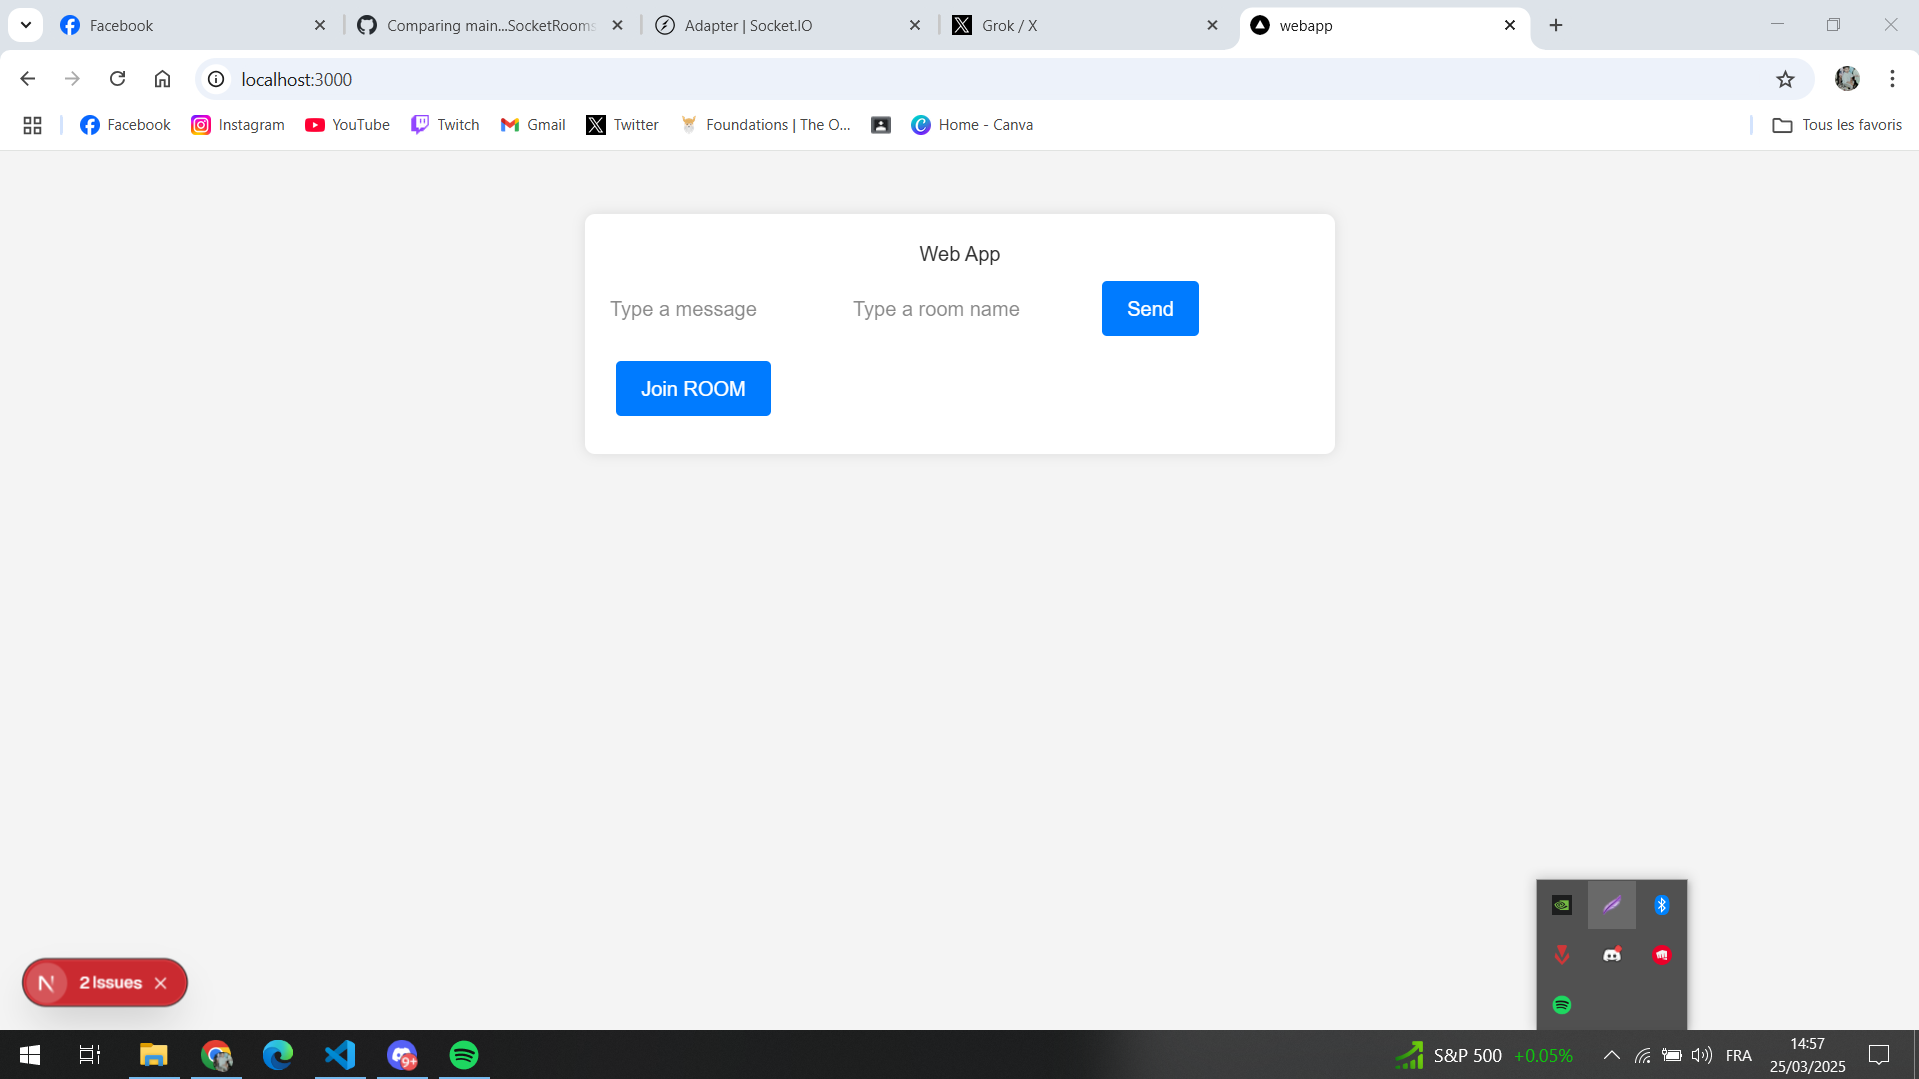 Facebook
Comparing main...SocketRooms
Adapter | Socket.IO
Grok / X
webapp
localhost:3000
Facebook
Instagram
YouTube
Twitch
Gmail
Twitter
Foundations | The O...
Home - Canva
Tous les favoris
Web App
Type a message
Type a room name
Send
Join ROOM
N 2 Issues
9+
S&P 500 +0.05%
FRA
14:57
25/03/2025